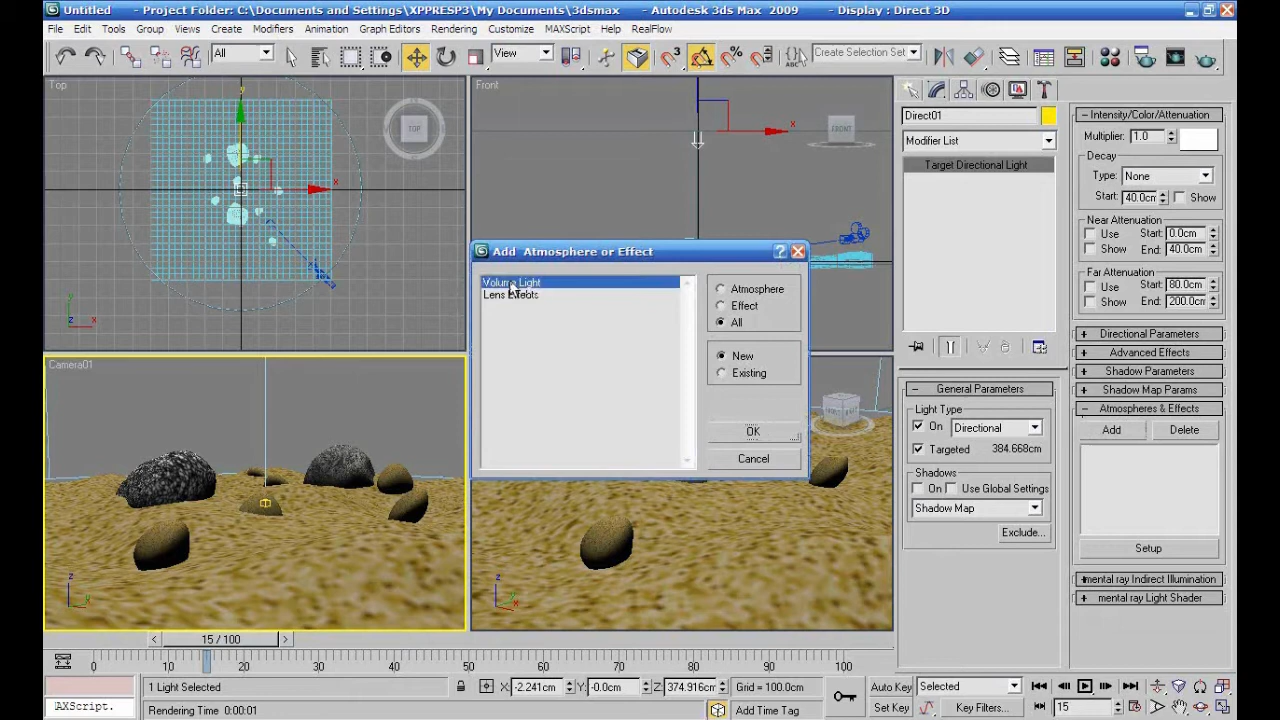 Untitled - Project Folder: C:\Documents and Settings\XPPRESP3\My Documents\3dsmax - Autodesk 3ds Max 2009 - Display : Direct 3D
File Edit Tools Group Views Create Modifiers Animation Graph Editors Rendering Customize MAXScript Help RealFlow
All View Create Selection Set
Top
TOP
y
x
y
z x
Front
FRONT
x
Direct01
Modifier List
Target Directional Light
Intensity/Color/Attenuation
Multiplier: 1.0
Decay
Type: None
Start: 40.0cm Show
Near Attenuation
Use Start: 0.0cm
Show End: 40.0cm
Far Attenuation
Use Start: 80.0cm
Show End: 200.0cm
Directional Parameters
Advanced Effects
Shadow Parameters
Shadow Map Params
Atmospheres & Effects
Add Delete
Setup
mental ray Indirect Illumination
mental ray Light Shader
General Parameters
Light Type
On Directional
Targeted 384.668cm
Shadows
On Use Global Settings
Shadow Map
Exclude...
Add Atmosphere or Effect
Volume Light
Lens Effects
Atmosphere
Effect
All
New
Existing
OK
Cancel
Camera01
z
y
z
x
15 / 100
0 10 20 30 40 50 60 70 80 90 100
1 Light Selected X: -2.241cm Y: -0.0cm Z: 374.916cm Grid = 100.0cm Auto Key Selected
AXScript. Rendering Time 0:00:01 Add Time Tag Set Key Key Filters... 15